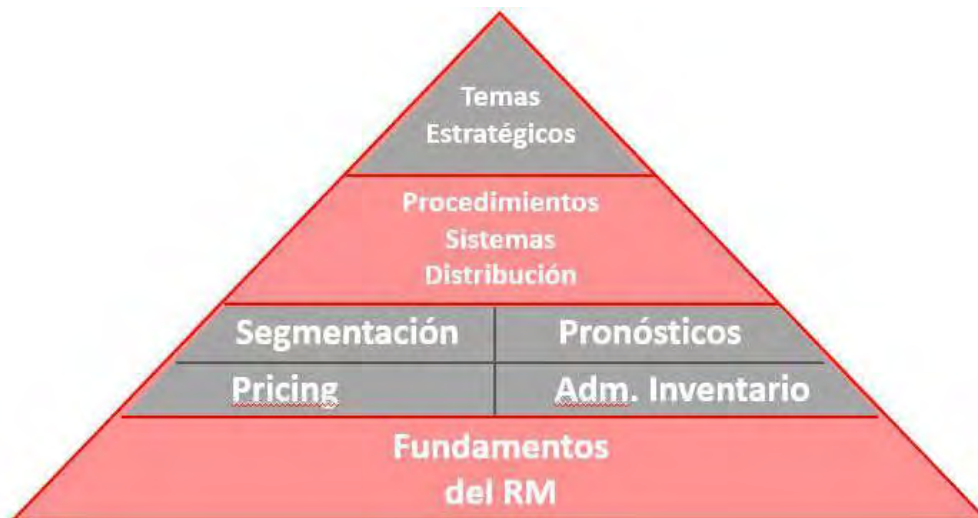 Temas
Estratégicos
Procedimientos
Sistemas
Distribución
Segmentación Pronósticos
Pricing Adm. Inventario
Fundamentos
del RM